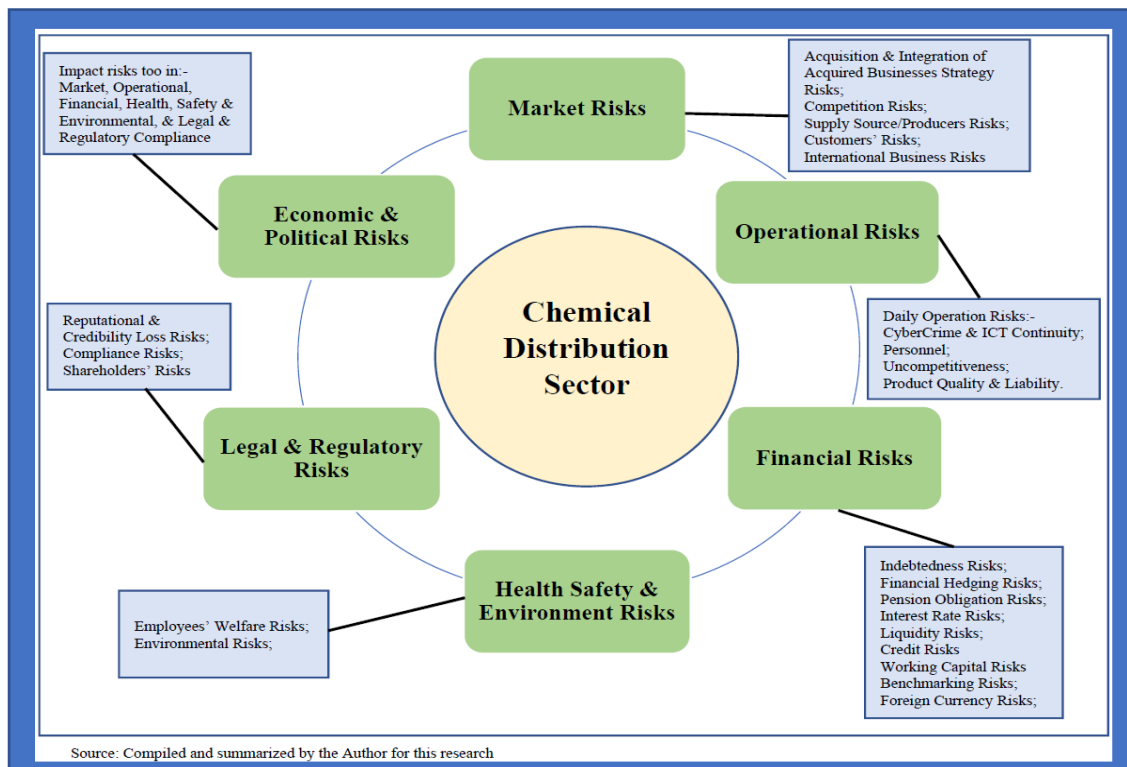 Impact risks too in:-
Market, Operational,
Financial, Health, Safety &
Environmental, & Legal &
Regulatory Compliance
Market Risks
Acquisition & Integration of
Acquired Businesses Strategy
Risks;
Competition Risks;
Supply Source/Producers Risks;
Customers’ Risks;
International Business Risks
Economic &
Political Risks
Operational Risks
Chemical
Distribution
Sector
Reputational &
Credibility Loss Risks;
Compliance Risks;
Shareholders’ Risks
Daily Operation Risks:-
CyberCrime & ICT Continuity;
Personnel;
Uncompetitiveness;
Product Quality & Liability.
Legal & Regulatory
Risks
Financial Risks
Health Safety &
Environment Risks
Employees’ Welfare Risks;
Environmental Risks;
Indebtedness Risks;
Financial Hedging Risks;
Pension Obligation Risks;
Interest Rate Risks;
Liquidity Risks;
Credit Risks
Working Capital Risks
Benchmarking Risks;
Foreign Currency Risks;
Source: Compiled and summarized by the Author for this research